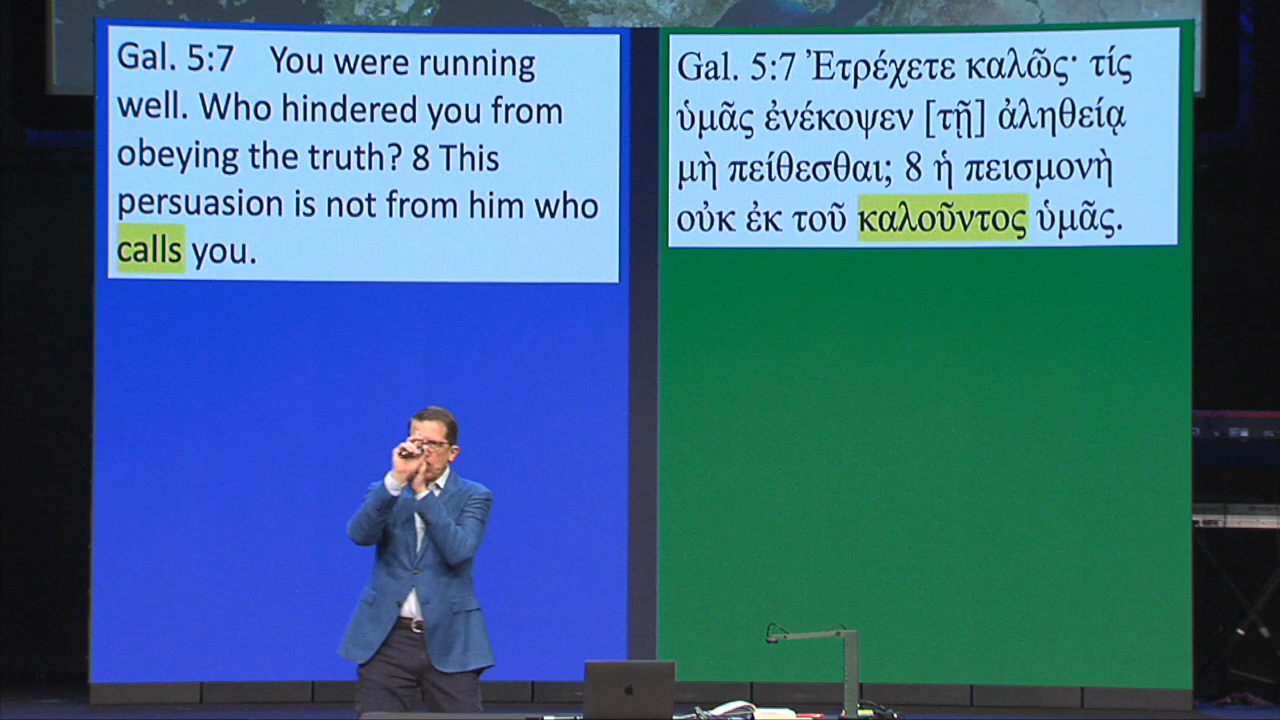 Gal. 5:7 You were running
well. Who hindered you from
obeying the truth? 8 This
persuasion is not from him who
calls you.
Gal. 5:7 Ἐτρέχετε καλῶς· τίς
ὑμᾶς ἐνέκοψεν [τῇ] ἀληθείᾳ
μὴ πείθεσθαι; 8 ἡ πεισμονὴ
οὐκ ἐκ τοῦ καλοῦντος ὑμᾶς.